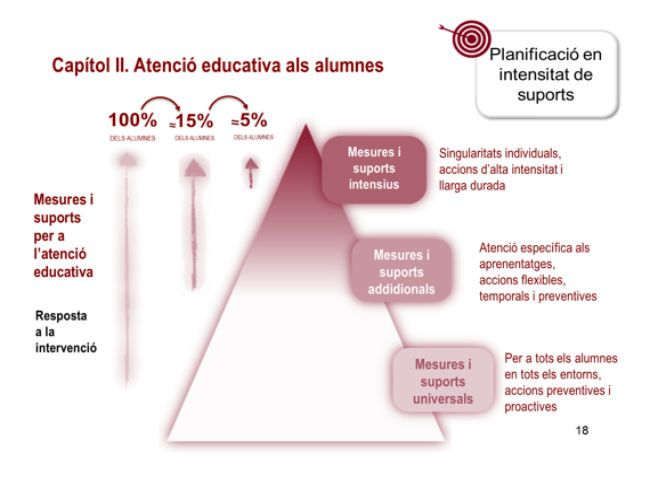 Planificació en
intensitat de
suports
Capítol II. Atenció educativa als alumnes
100% ≈15% ≈5%
DELS ALUMNES DELS ALUMNES DELS ALUMNES
Mesures i
suports
intensius
Singularitats individuals,
accions d'alta intensitat i
llarga durada
Mesures i
suports
per a
l'atenció
educativa
Mesures i
suports
addidionals
Atenció específica als
aprenentatges,
accions flexibles,
temporals i preventives
Resposta
a la
intervenció
Mesures i
suports
universals
Per a tots els alumnes
en tots els entorns,
accions preventives i
proactives
18